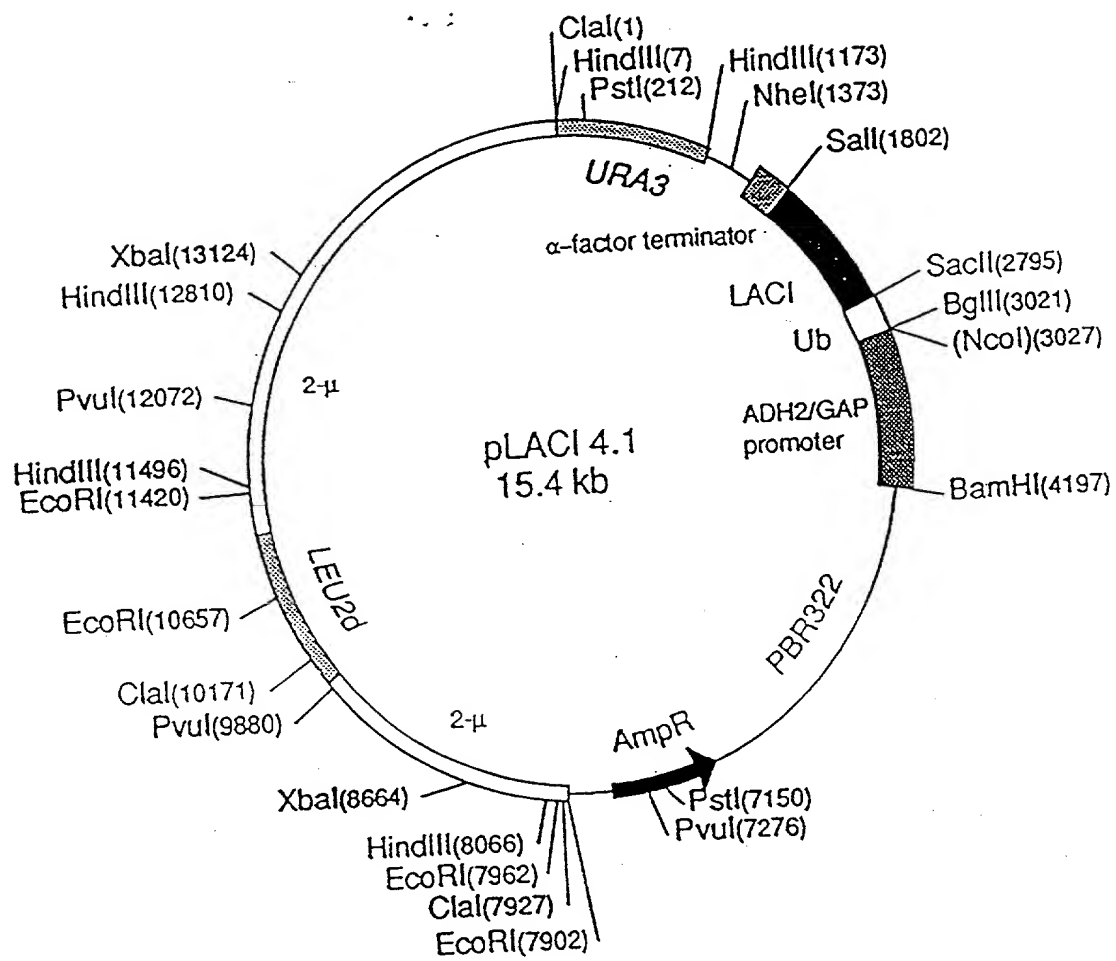 ClaI(1)
HindIII(7)
PstI(212)
HindIII(1173)
NheI(1373)
SalI(1802)
URA3
α-factor terminator
LACI
Ub
SacII(2795)
BglII(3021)
(NcoI)(3027)
ADH2/GAP
promoter
BamHI(4197)
PBR322
AmpR
PstI(7150)
PvuI(7276)
EcoRI(7902)
ClaI(7927)
EcoRI(7962)
HindIII(8066)
XbaI(8664)
2-μ
PvuI(9880)
ClaI(10171)
EcoRI(10657)
LEU2d
EcoRI(11420)
HindIII(11496)
PvuI(12072)
2-μ
HindIII(12810)
XbaI(13124)
pLACI 4.1
15.4 kb